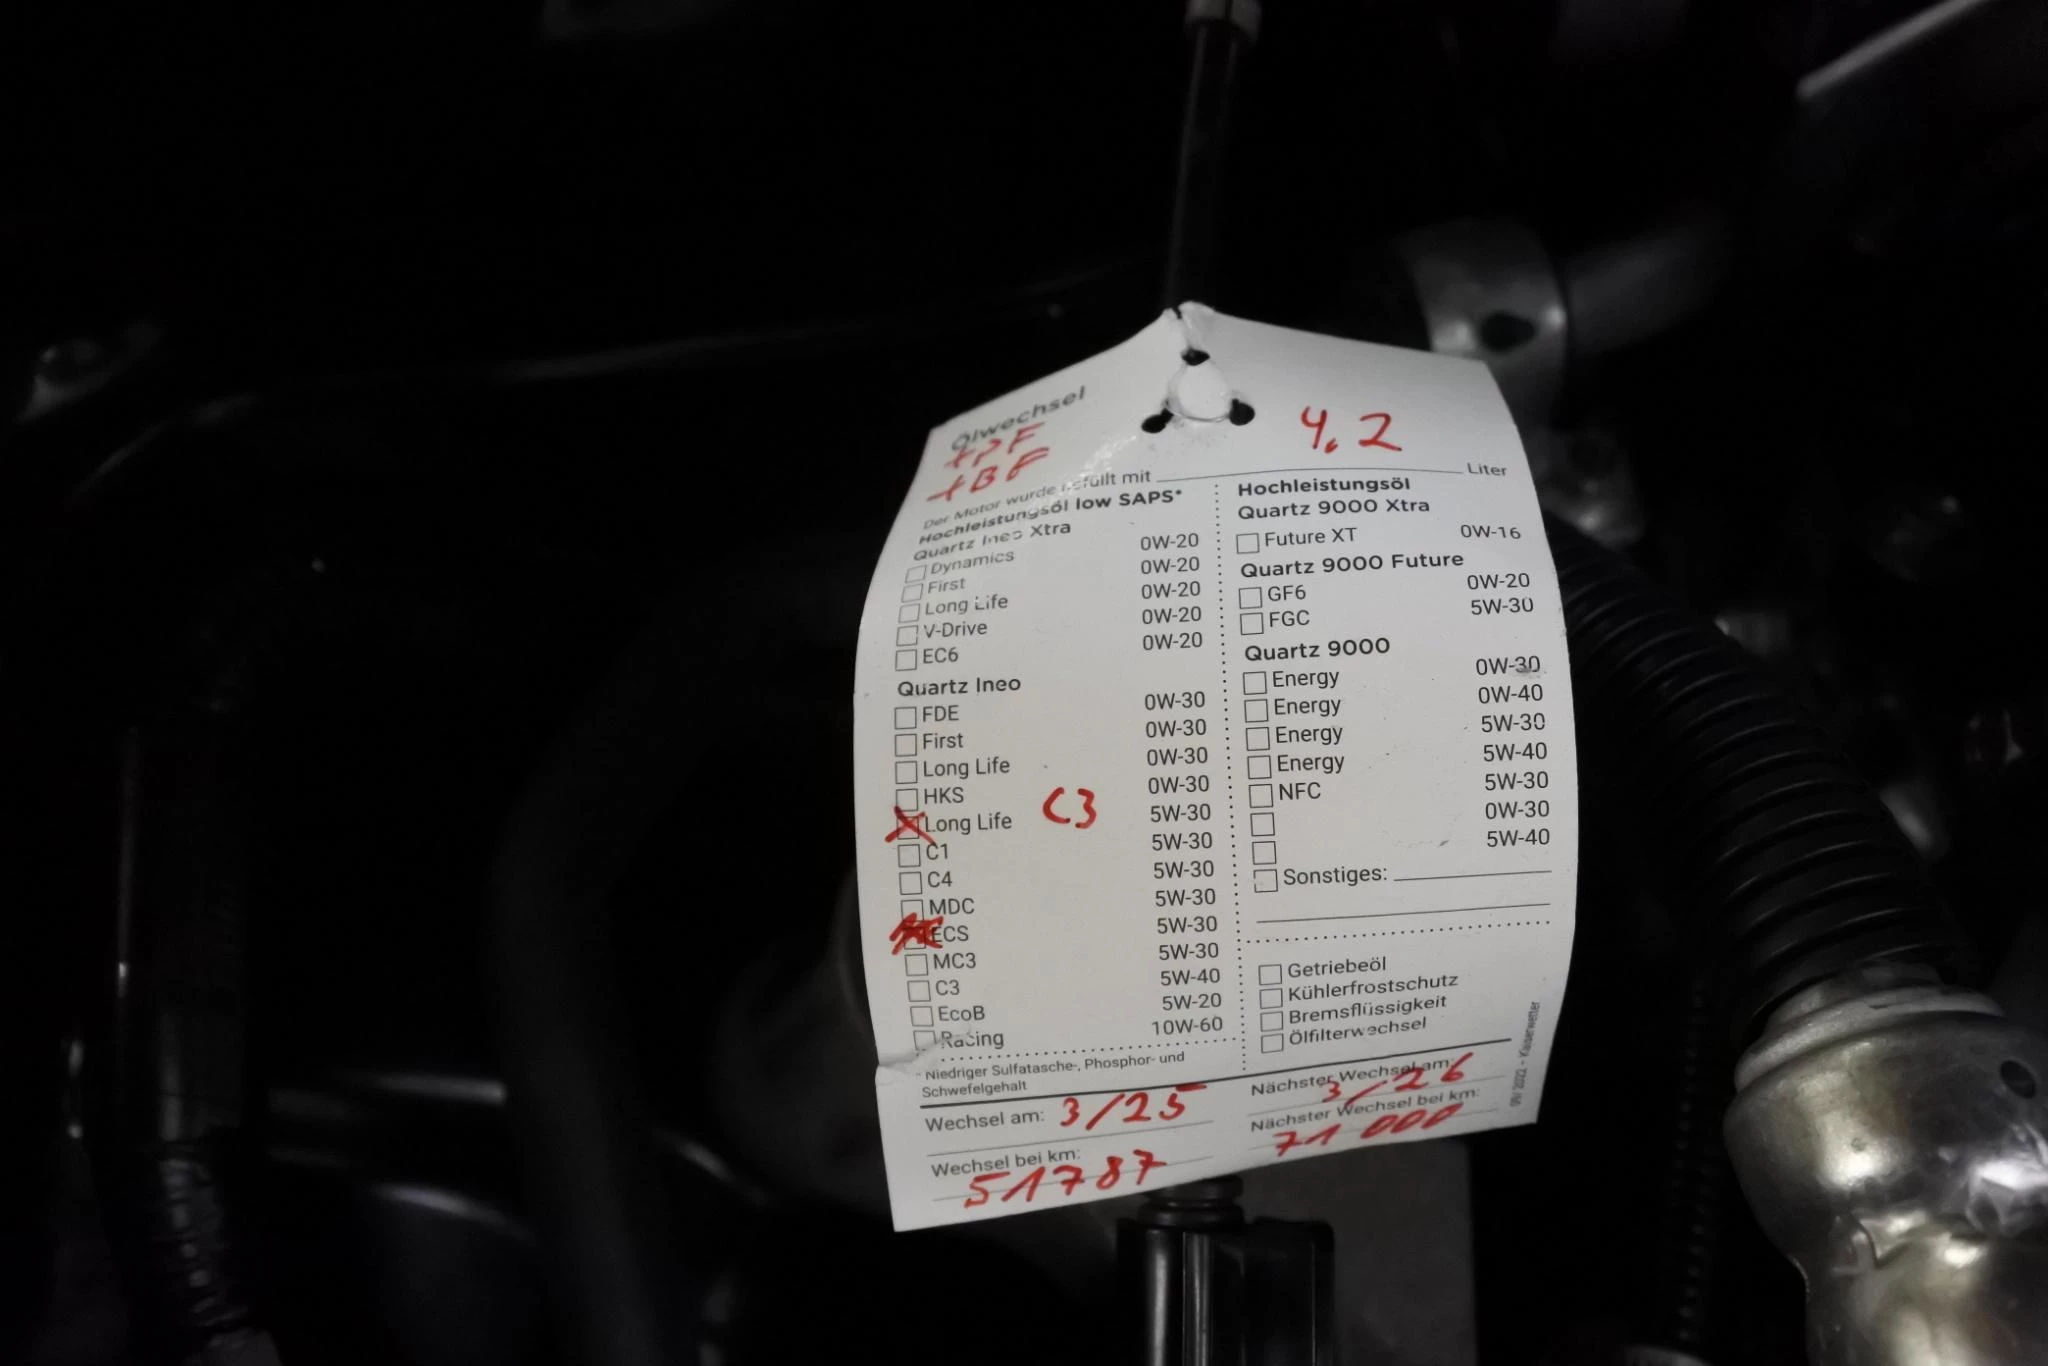 Ölwechsel
+PF
+BF
4,2
Der Motor wurde befüllt mit Liter
Hochleistungsöl low SAPS*
Quartz Ineo Xtra
Dynamics 0W-20
First 0W-20
Long Life 0W-20
V-Drive 0W-20
EC6 0W-20
Quartz Ineo
FDE 0W-30
First 0W-30
Long Life 0W-30
HKS 0W-30
Long Life C3 5W-30
C1 5W-30
C4 5W-30
MDC 5W-30
ECS 5W-30
MC3 5W-30
C3 5W-40
EcoB 5W-20
Racing 10W-60
* Niedriger Sulfatasche-, Phosphor- und
Schwefelgehalt
Hochleistungsöl
Quartz 9000 Xtra
Future XT 0W-16
Quartz 9000 Future
GF6 0W-20
FGC 5W-30
Quartz 9000
Energy 0W-30
Energy 0W-40
Energy 5W-30
Energy 5W-40
NFC 5W-30
0W-30
5W-40
Sonstiges:
Getriebeöl
Kühlerfrostschutz
Bremsflüssigkeit
Ölfilterwechsel
Wechsel am: 3/25
Wechsel bei km:
51787
Nächster Wechsel am:
3/26
Nächster Wechsel bei km:
71 000
08/2022 - Kaiserwetter